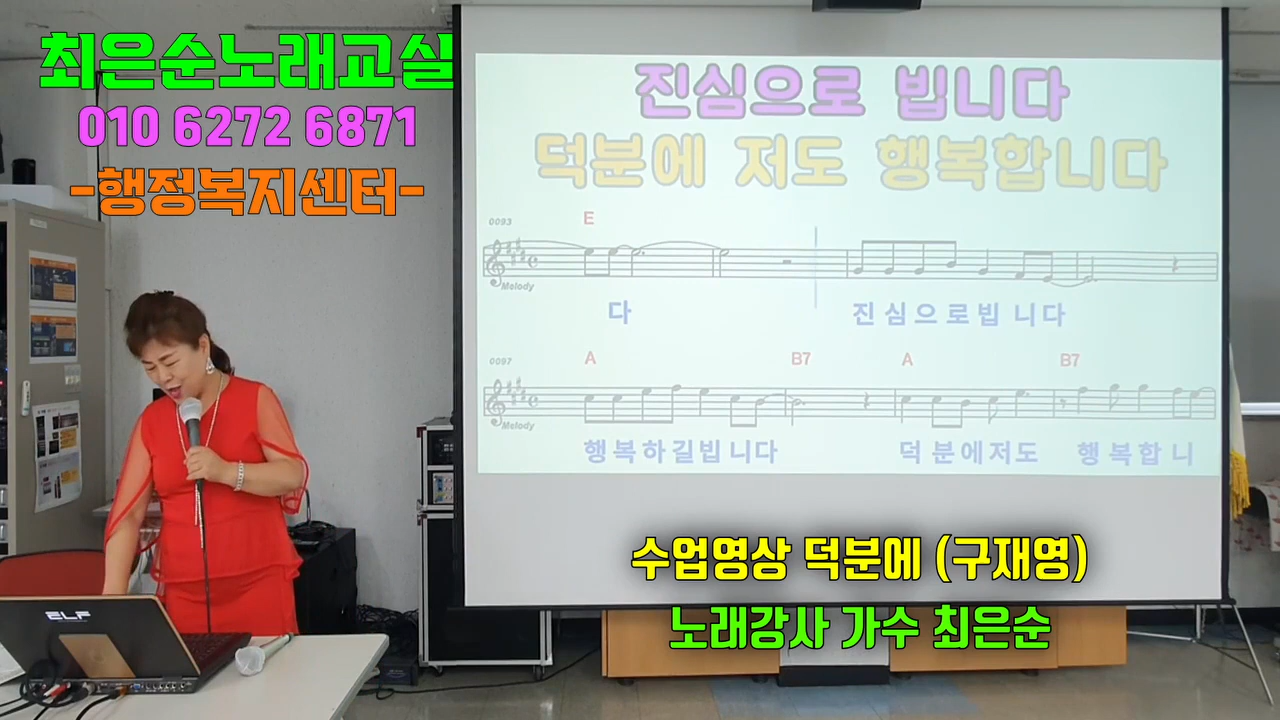 최은순노래교실
010 6272 6871
-행정복지센터-
진심으로 빕니다
덕분에 저도 행복합니다
0093
E
Melody
다 진심으로빕 니다
0097
A B7 A B7
Melody
행복하길빕니다 덕분에저도 행복합니
수업영상 덕분에 (구재영)
노래강사 가수 최은순
ELF